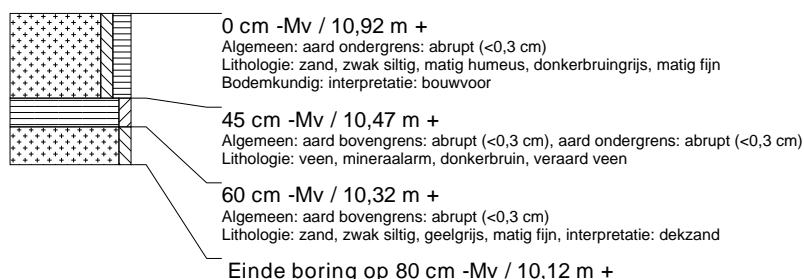 0 cm -Mv / 10,92 m +
Algemeen: aard ondergrens: abrupt (<0,3 cm)
Lithologie: zand, zwak siltig, matig humeus, donkerbruingrijs, matig fijn
Bodemkundig: interpretatie: bouwvoor
45 cm -Mv / 10,47 m +
Algemeen: aard bovengrens: abrupt (<0,3 cm), aard ondergrens: abrupt (<0,3 cm)
Lithologie: veen, mineraalarm, donkerbruin, veraard veen
60 cm -Mv / 10,32 m +
Algemeen: aard bovengrens: abrupt (<0,3 cm)
Lithologie: zand, zwak siltig, geelgrijs, matig fijn, interpretatie: dekzand
Einde boring op 80 cm -Mv / 10,12 m +